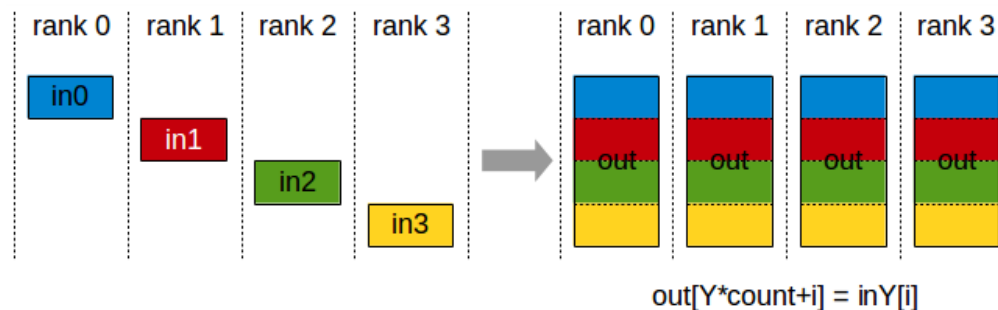 rank 0 rank 1 rank 2 rank 3 rank 0 rank 1 rank 2 rank 3
in0
in1
out out out out
in2
in3
out[Y*count+i] = inY[i]